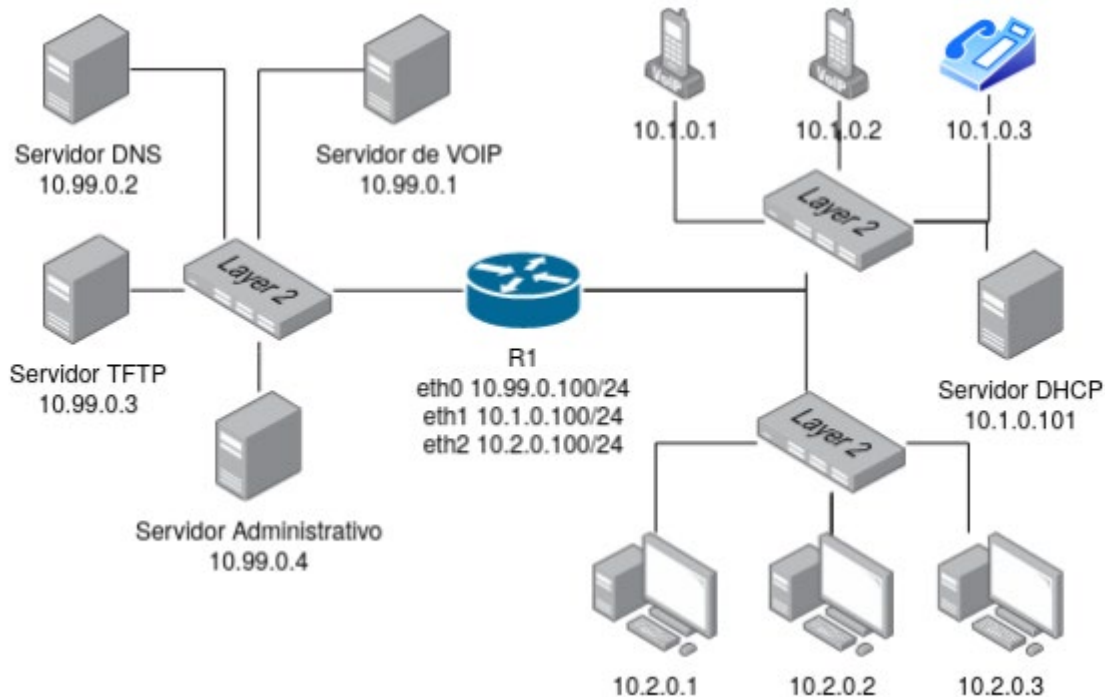 VoIP
VoIP
10.1.0.1
10.1.0.2
10.1.0.3
Servidor DNS
10.99.0.2
Servidor de VOIP
10.99.0.1
Layer 2
Layer 2
Servidor TFTP
10.99.0.3
R1
eth0 10.99.0.100/24
eth1 10.1.0.100/24
eth2 10.2.0.100/24
Servidor DHCP
10.1.0.101
Layer 2
Servidor Administrativo
10.99.0.4
10.2.0.1
10.2.0.2
10.2.0.3